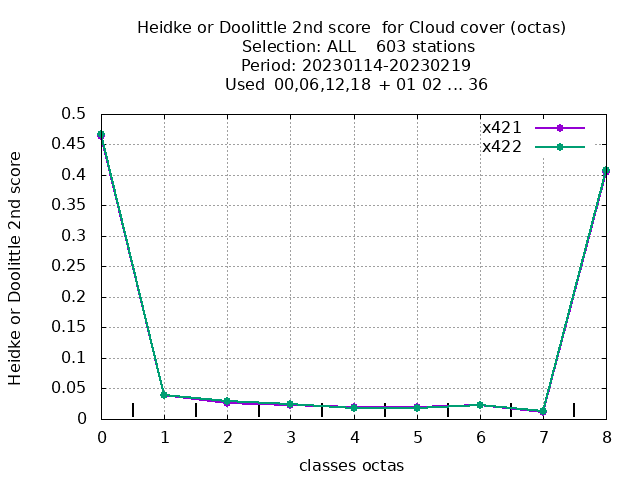 Heidke or Doolittle 2nd score  for Cloud cover (octas)
Selection: ALL    603 stations
Period: 20230114-20230219
Used  00,06,12,18 + 01 02 ... 36
Heidke or Doolittle 2nd score
0.5
0.45
0.4
0.35
0.3
0.25
0.2
0.15
0.1
0.05
0
x421
x422
0 1 2 3 4 5 6 7 8
classes octas